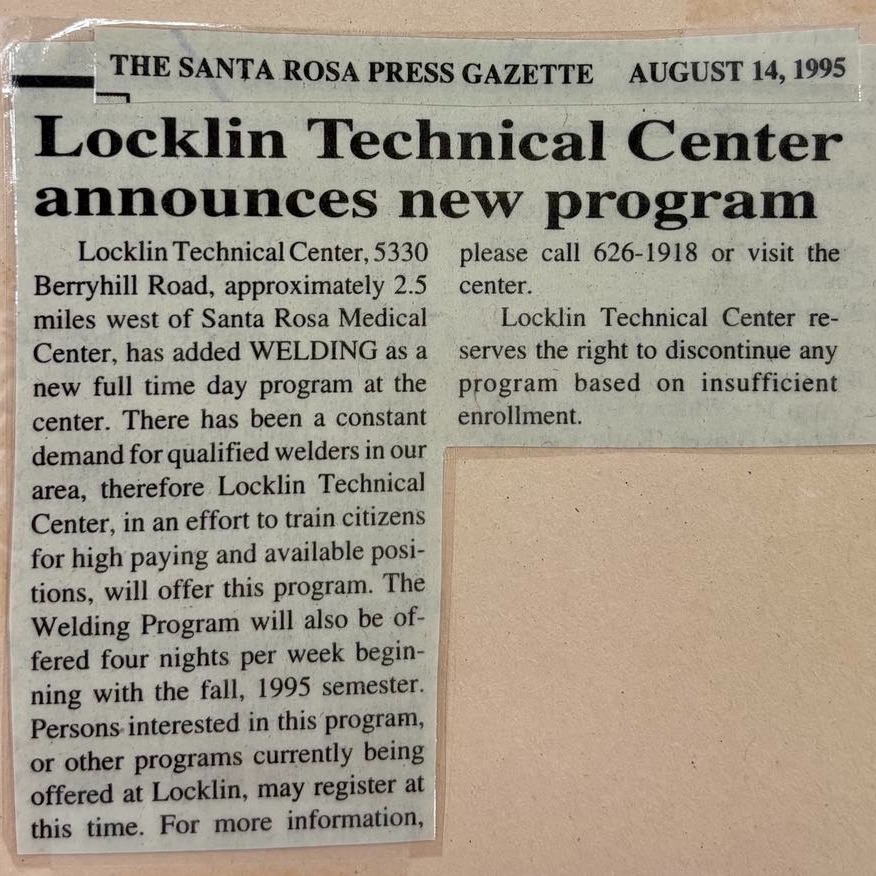 THE SANTA ROSA PRESS GAZETTE AUGUST 14, 1995
Locklin Technical Center
announces new program
Locklin Technical Center, 5330
Berryhill Road, approximately 2.5
miles west of Santa Rosa Medical
Center, has added WELDING as a
new full time day program at the
center. There has been a constant
demand for qualified welders in our
area, therefore Locklin Technical
Center, in an effort to train citizens
for high paying and available posi-
tions, will offer this program. The
Welding Program will also be of-
fered four nights per week begin-
ning with the fall, 1995 semester.
Persons interested in this program,
or other programs currently being
offered at Locklin, may register at
this time. For more information,
please call 626-1918 or visit the
center.
Locklin Technical Center re-
serves the right to discontinue any
program based on insufficient
enrollment.